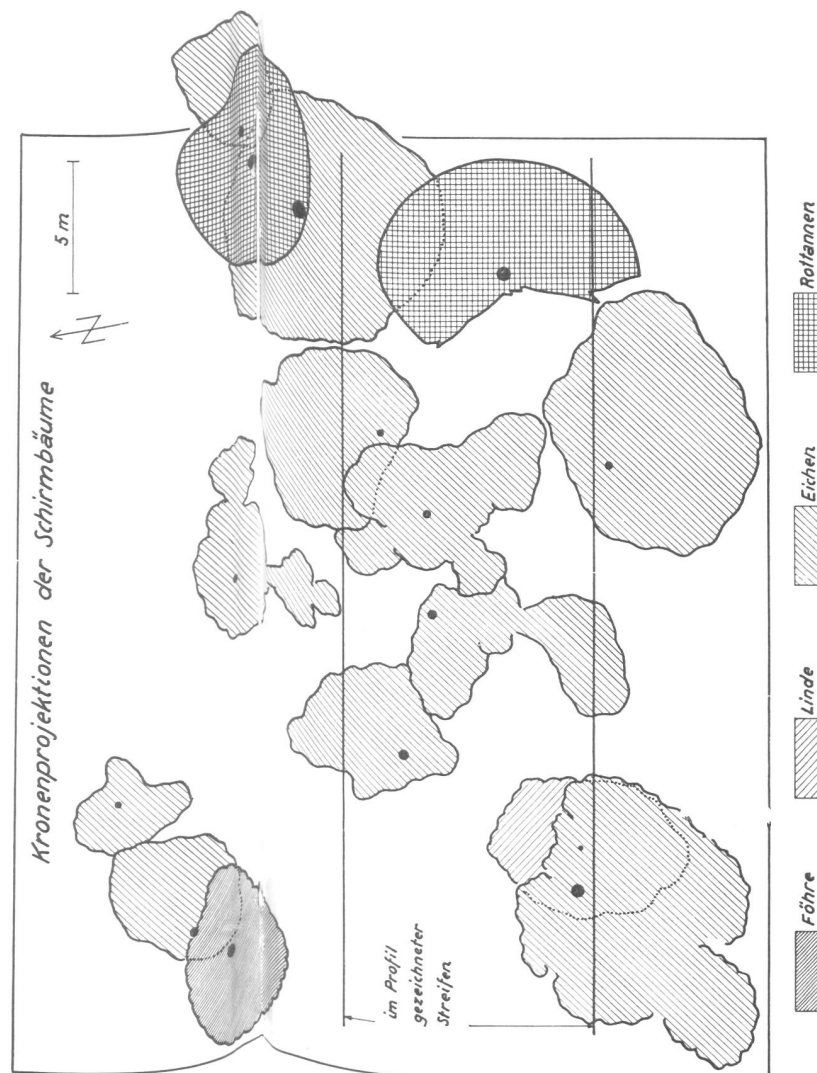 Kronenprojektionen der Schirmbäume
N
5 m
im Profil
gezeichneter
Streifen
Föhre
Linde
Eichen
Rottannen